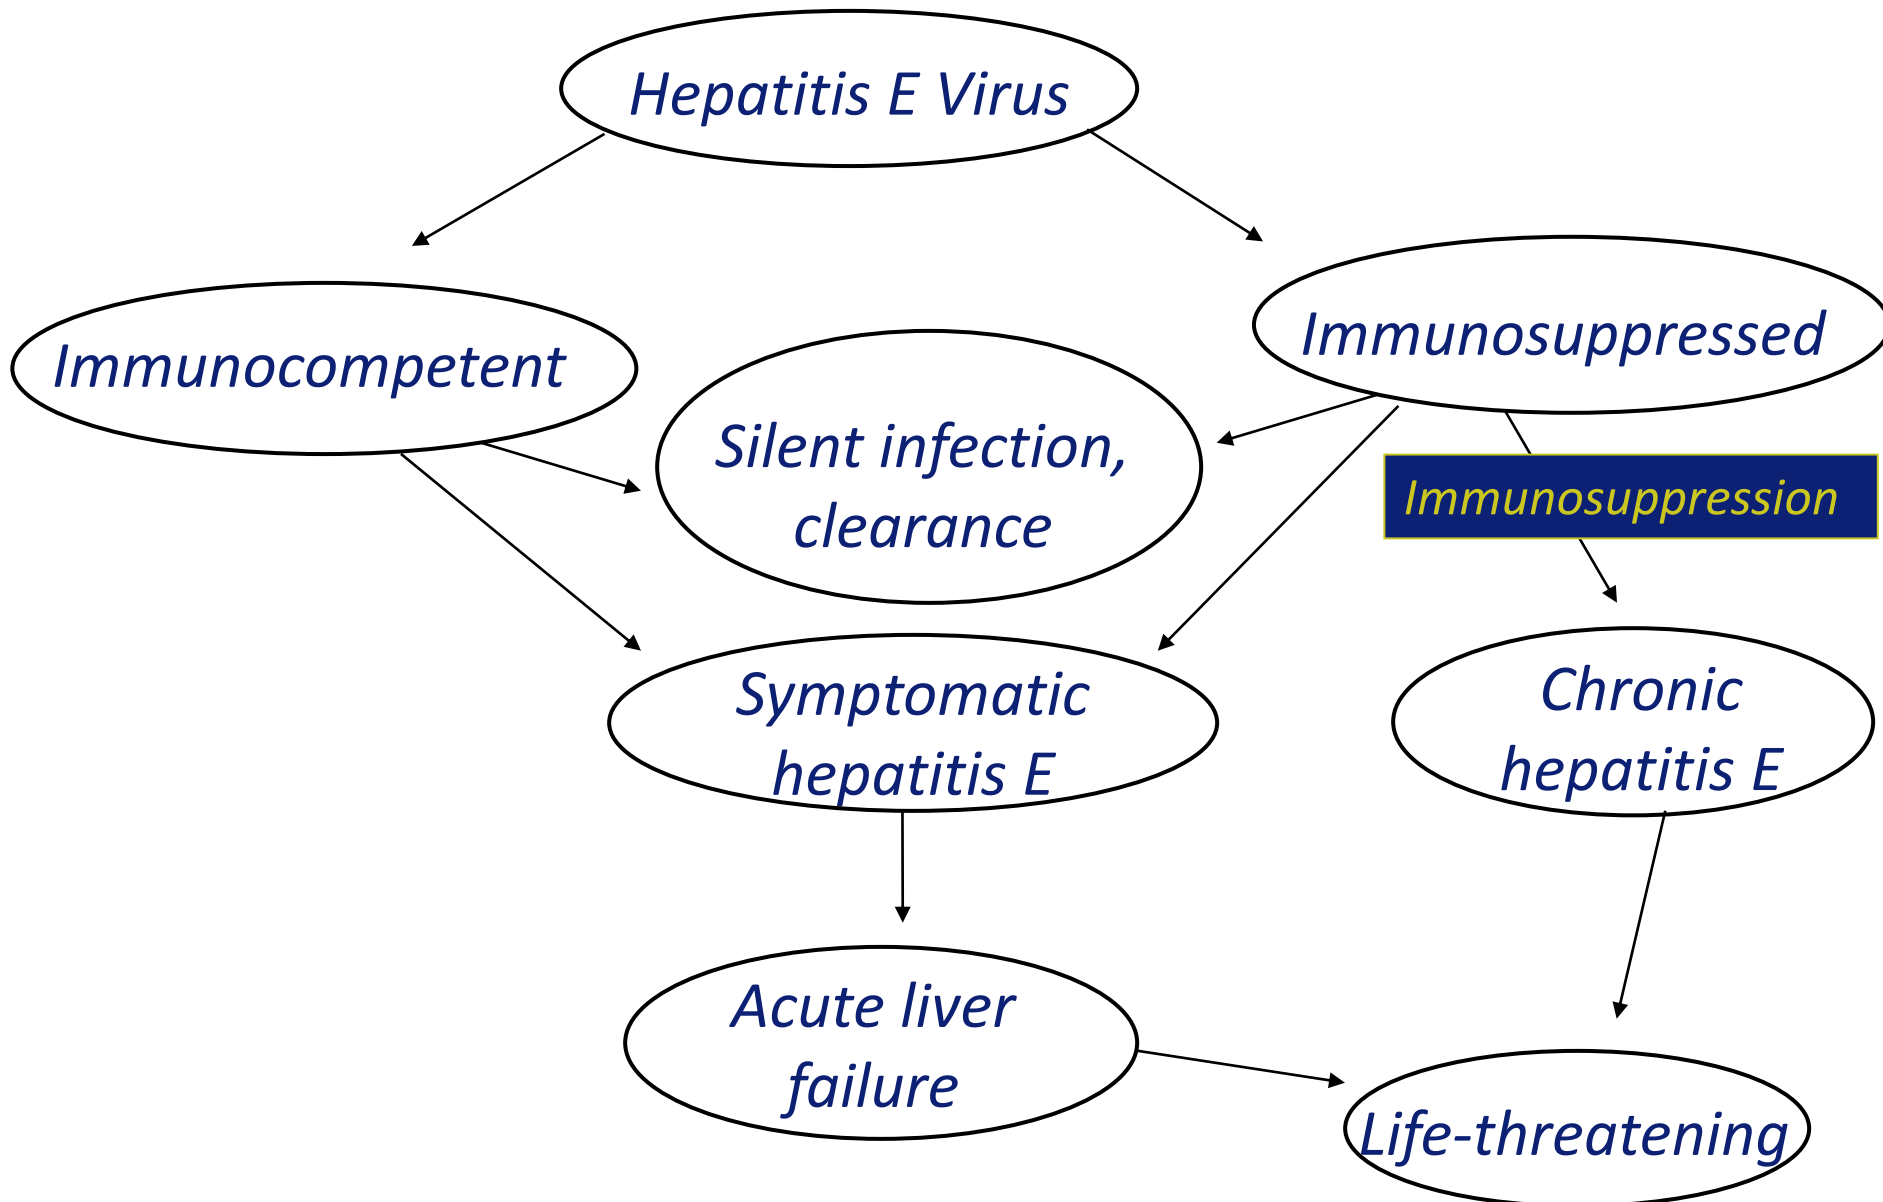 Hepatitis E Virus
Immunocompetent
Immunosuppressed
Silent infection,
clearance
Immunosuppression
Symptomatic
hepatitis E
Chronic
hepatitis E
Acute liver
failure
Life-threatening